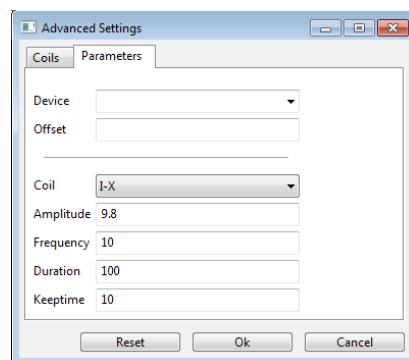 Advanced Settings
Coils Parameters
Device
Offset
Coil I-X
Amplitude 9.8
Frequency 10
Duration 100
Keeptime 10
Reset Ok Cancel